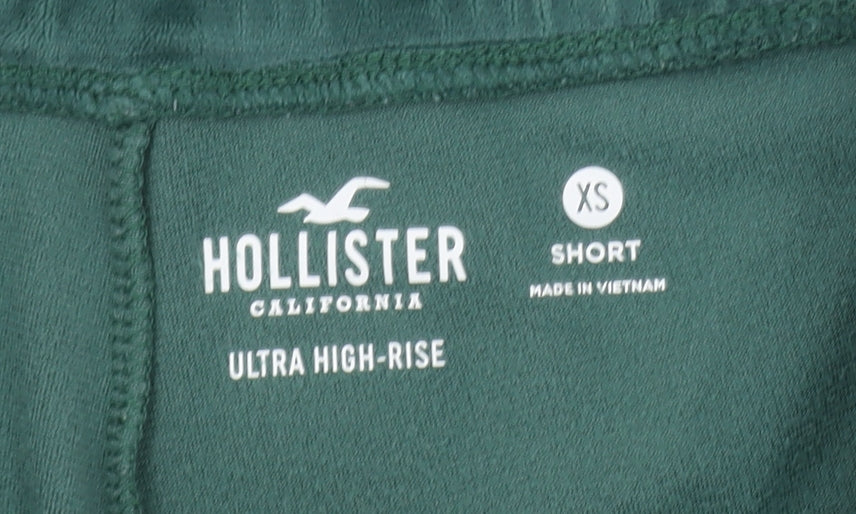 HOLLISTER
CALIFORNIA
ULTRA HIGH-RISE
XS
SHORT
MADE IN VIETNAM